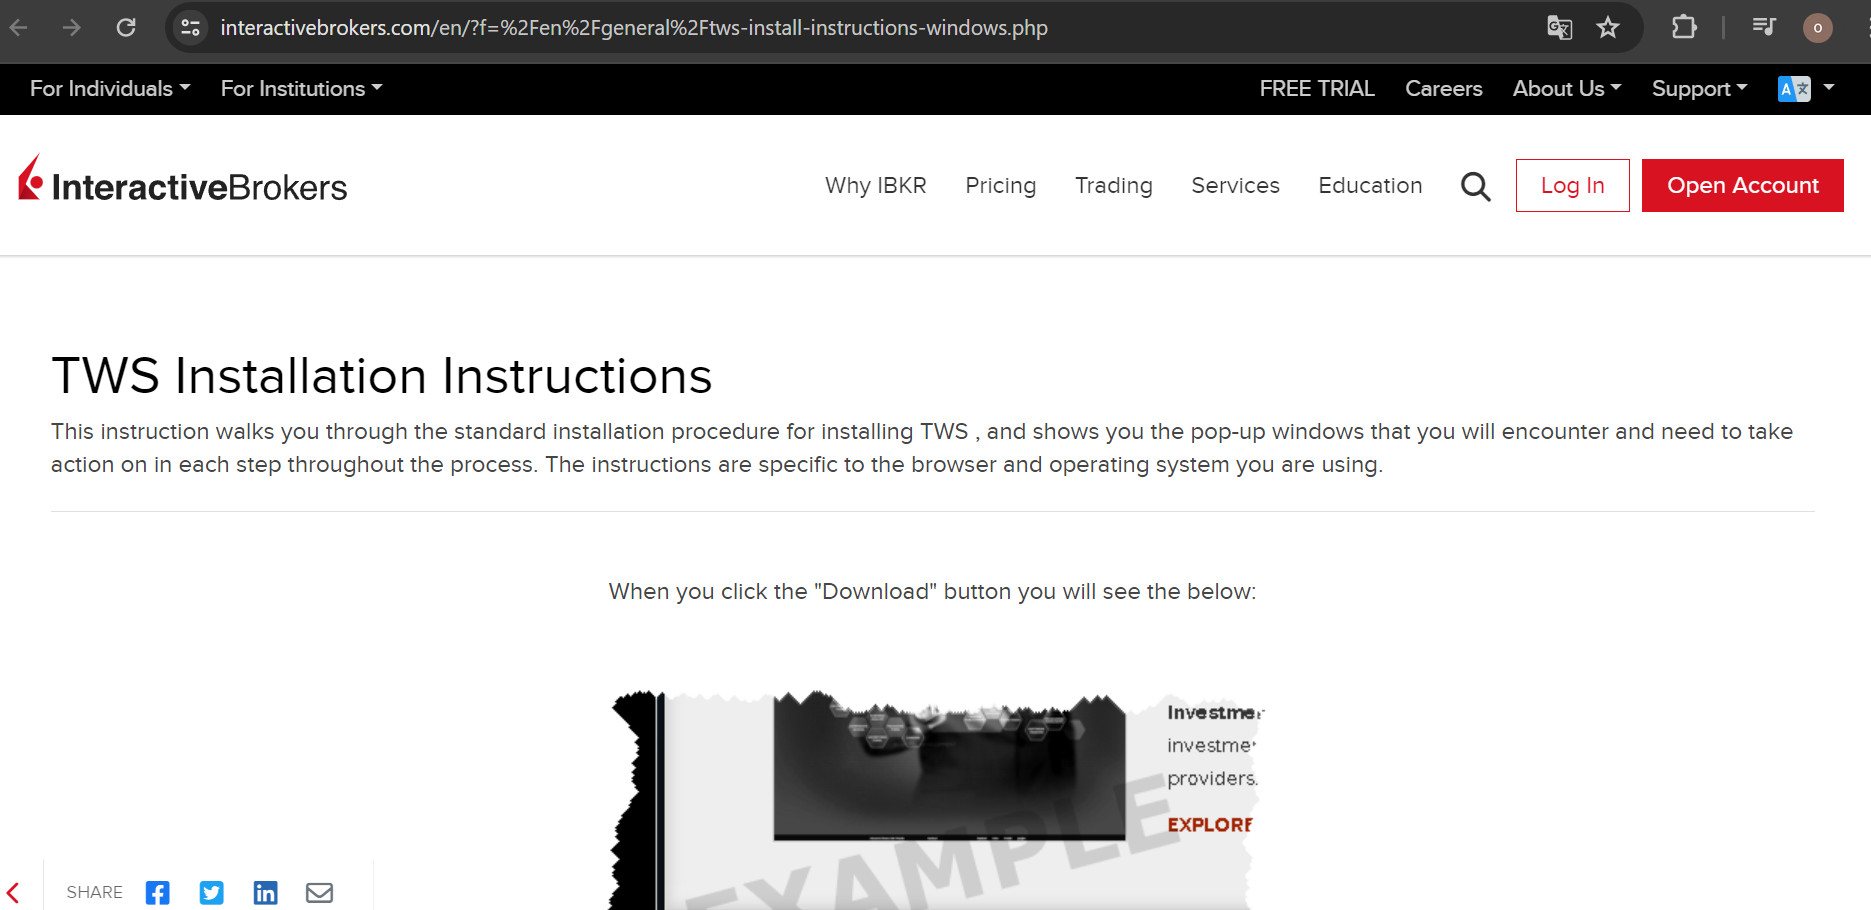 interactivebrokers.com/en/?f=%2Fen%2Fgeneral%2Ftws-install-instructions-windows.php
O
For Individuals For Institutions FREE TRIAL Careers About Us Support A
InteractiveBrokers Why IBKR Pricing Trading Services Education Log In Open Account
TWS Installation Instructions
This instruction walks you through the standard installation procedure for installing TWS , and shows you the pop-up windows that you will encounter and need to take
action on in each step throughout the process. The instructions are specific to the browser and operating system you are using.
When you click the "Download" button you will see the below:
investme
providers.
EXPLORE
EXAMPLE
SHARE